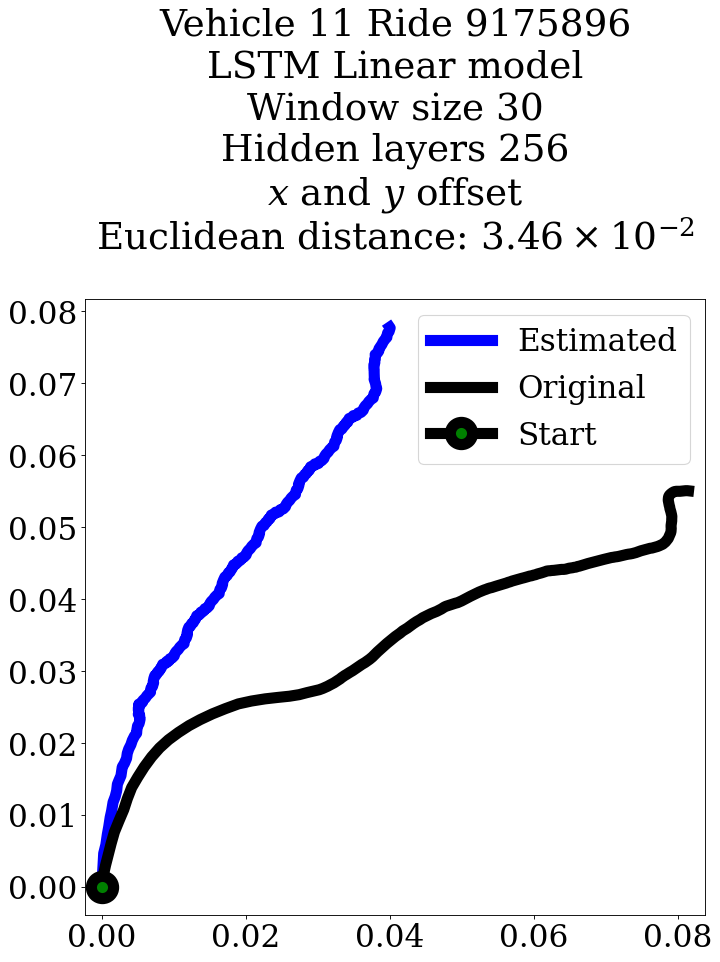 Vehicle 11 Ride 9175896
LSTM Linear model
Window size 30
Hidden layers 256
x and y offset
Euclidean distance: 3.46 × 10⁻²
Estimated
Original
Start
0.08
0.07
0.06
0.05
0.04
0.03
0.02
0.01
0.00
0.00 0.02 0.04 0.06 0.08